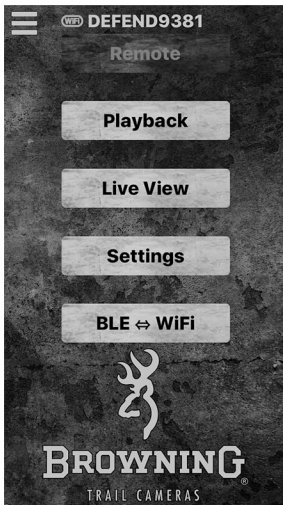 WiFi DEFEND9381
Remote
Playback
Live View
Settings
BLE ⇔ WiFi
BROWNING®
TRAIL CAMERAS